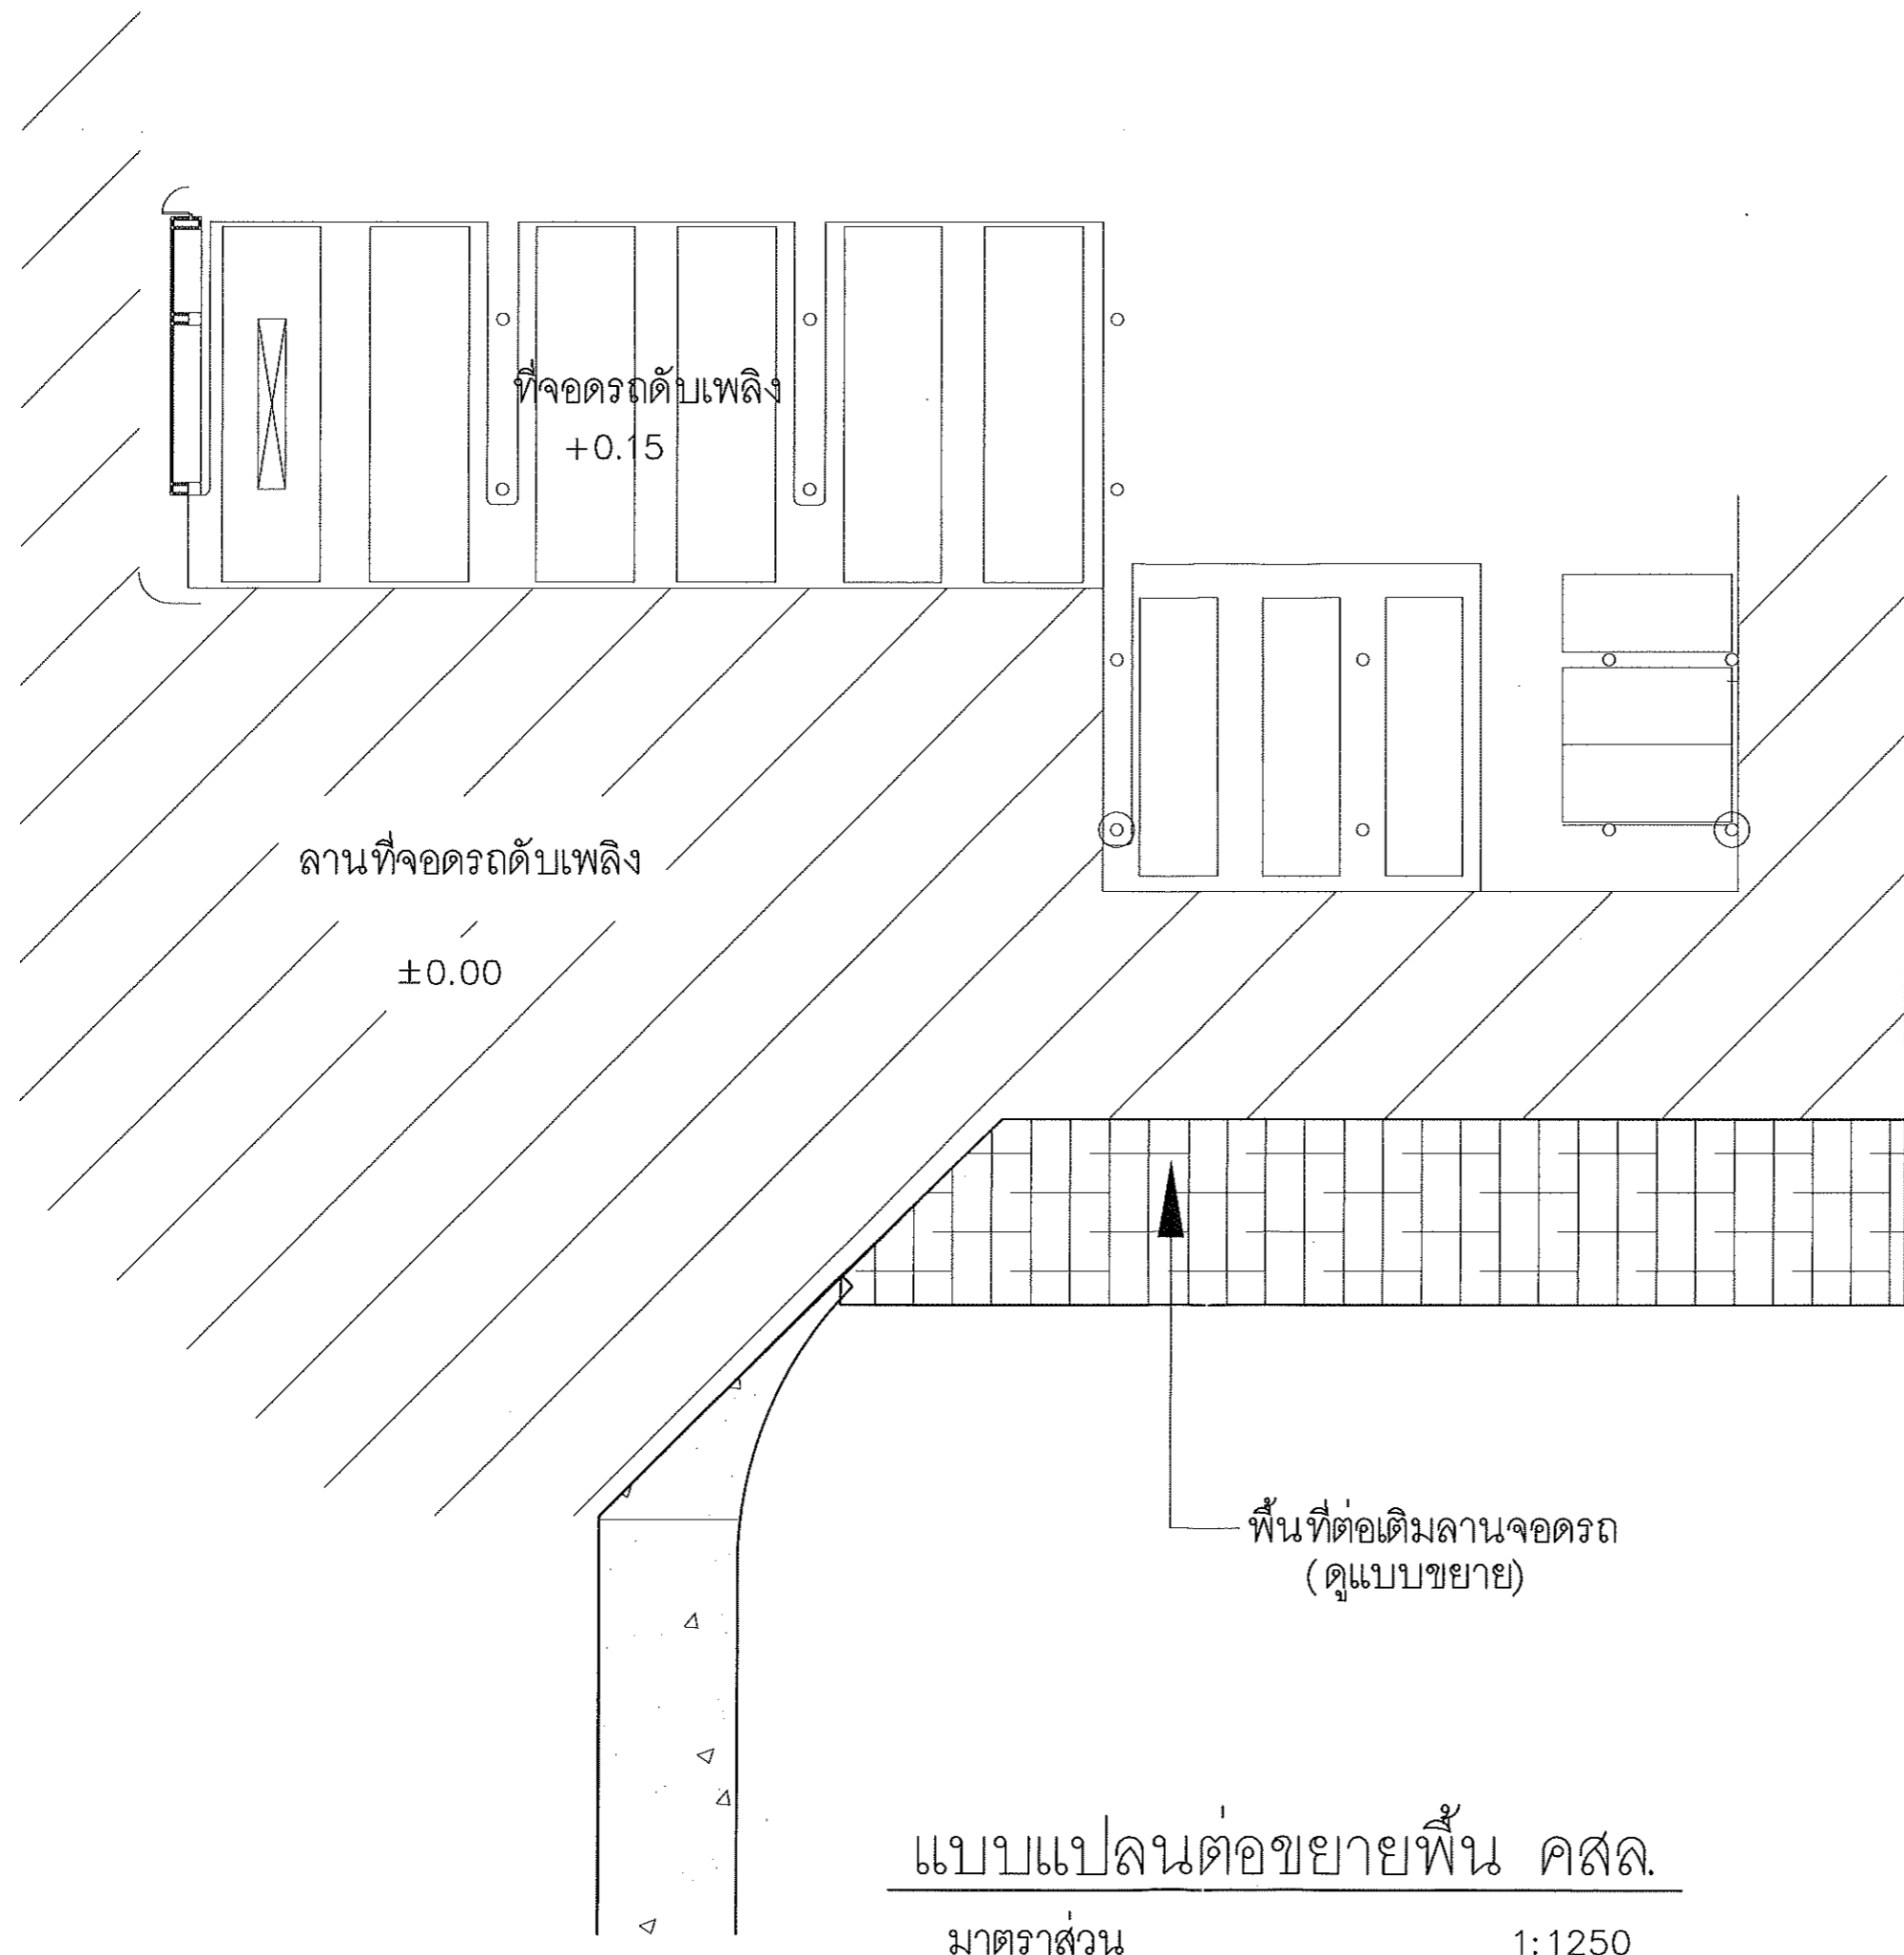 ที่จอดรถดับเพลิง
+0.15
ลานที่จอดรถดับเพลิง
±0.00
พื้นที่ต่อเติมลานจอดรถ
(ดูแบบขยาย)
แบบแปลนต่อขยายพื้น คสล.
มาตราส่วน 1:1250